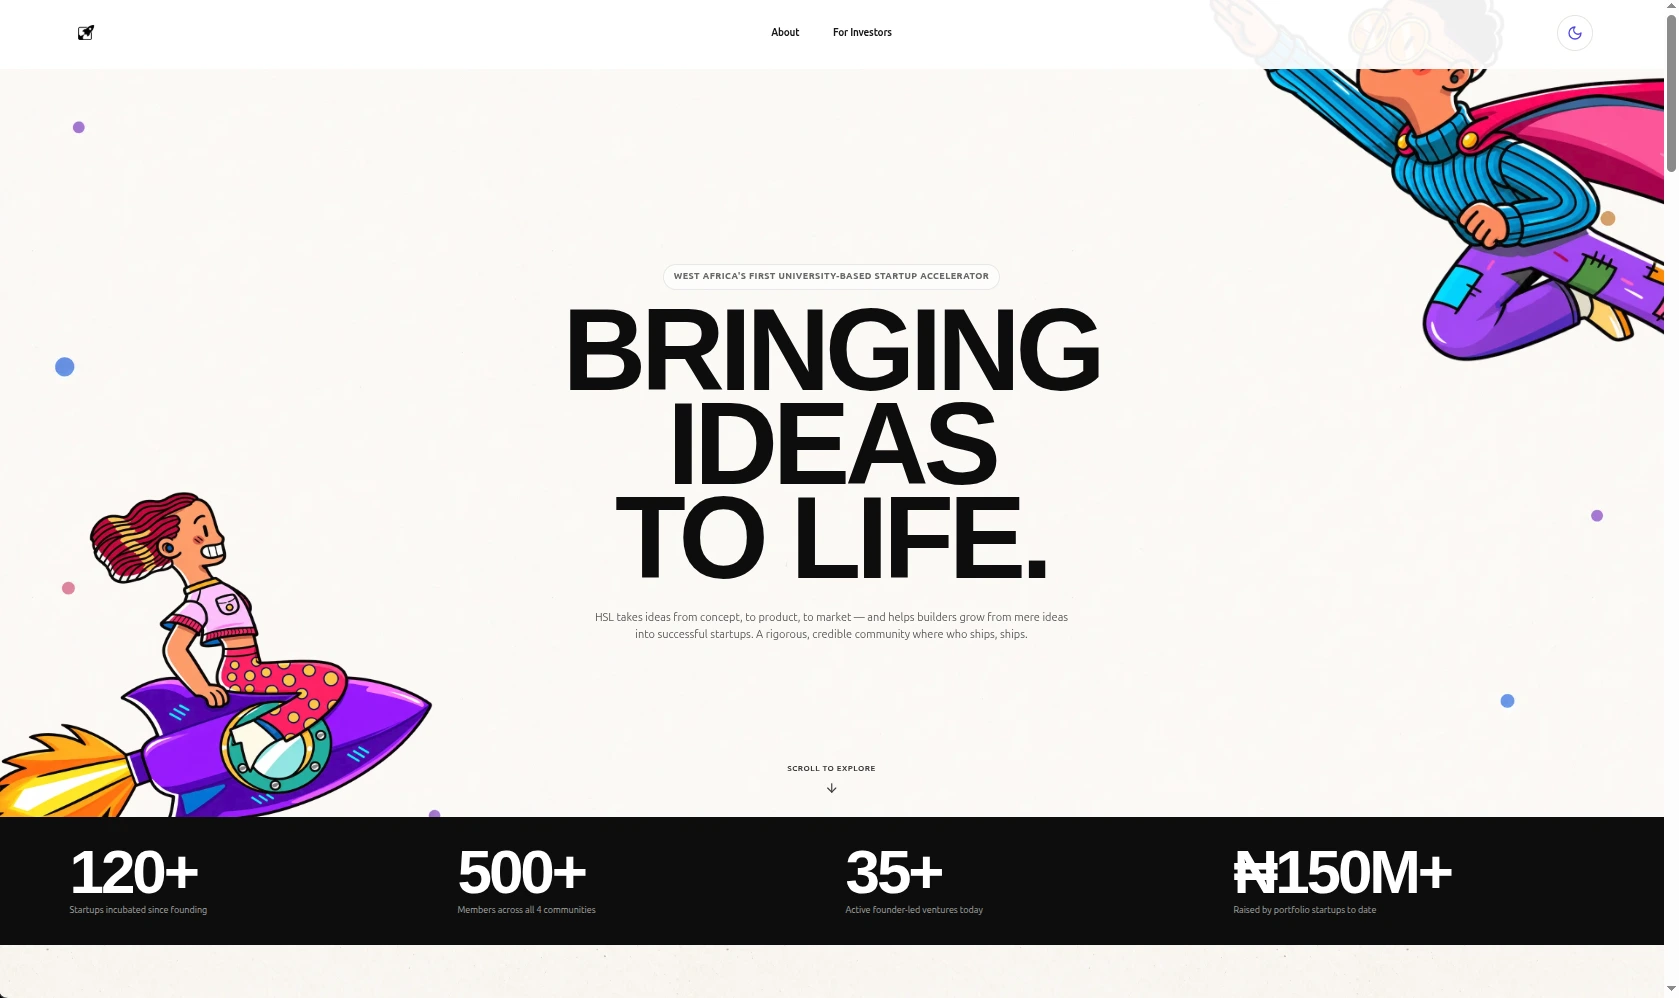 About
For Investors
WEST AFRICA'S FIRST UNIVERSITY-BASED STARTUP ACCELERATOR
BRINGING
IDEAS
TO LIFE.
HSL takes ideas from concept, to product, to market — and helps builders grow from mere ideas
into successful startups. A rigorous, credible community where who ships, ships.
SCROLL TO EXPLORE
120+
Startups incubated since founding
500+
Members across all 4 communities
35+
Active founder-led ventures today
₦150M+
Raised by portfolio startups to date